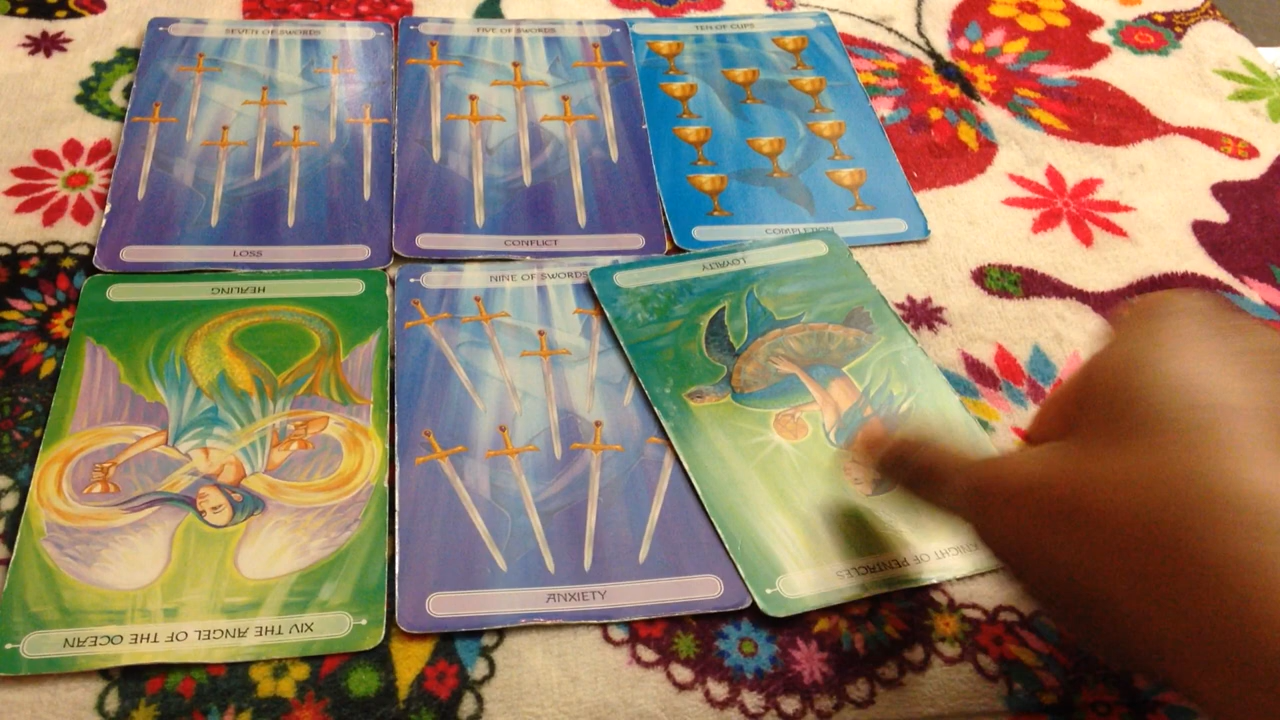 SEVEN OF SWORDS
FIVE OF SWORDS
TEN OF CUPS
LOSS
CONFLICT
COMPLETION
HEALING
NINE OF SWORDS
LOYALTY
XIV THE ANGEL OF THE OCEAN
ANXIETY
KNIGHT OF PENTACLES